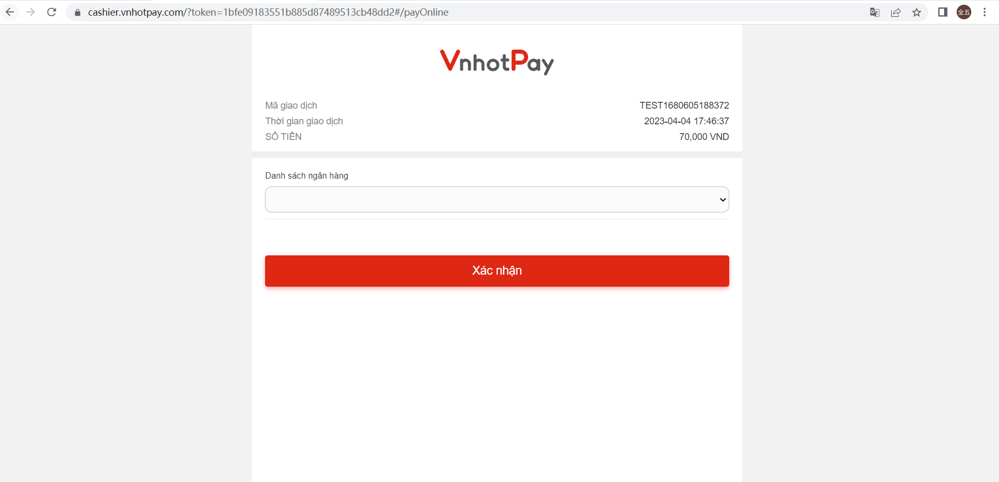 cashier.vnhotpay.com/?token=1bfe09183551b885d87489513cb48dd2#/payOnline
全五
VnhotPay
Mã giao dịch TEST1680605188372
Thời gian giao dịch 2023-04-04 17:46:37
SỐ TIỀN 70,000 VND
Danh sách ngân hàng
Xác nhận